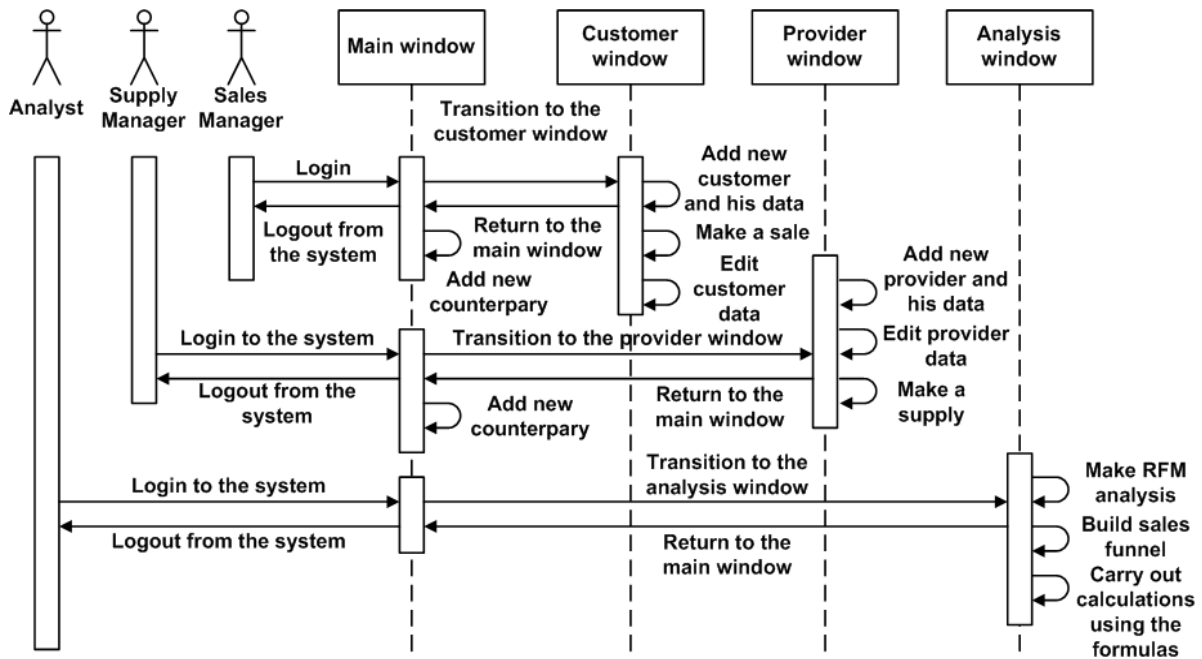 Analyst
Supply
Manager
Sales
Manager
Main window
Customer
window
Provider
window
Analysis
window
Transition to the
customer window
Login
Add new
customer
and his data
Logout from
the system
Return to the
main window
Make a sale
Add new
counterpary
Edit
customer
data
Add new
provider and
his data
Login to the system
Transition to the provider window
Edit provider
data
Logout from the
system
Return to the
main window
Make a
supply
Add new
counterpary
Transition to the
analysis window
Make RFM
analysis
Login to the system
Logout from the system
Return to the
main window
Build sales
funnel
Carry out
calculations
using the
formulas